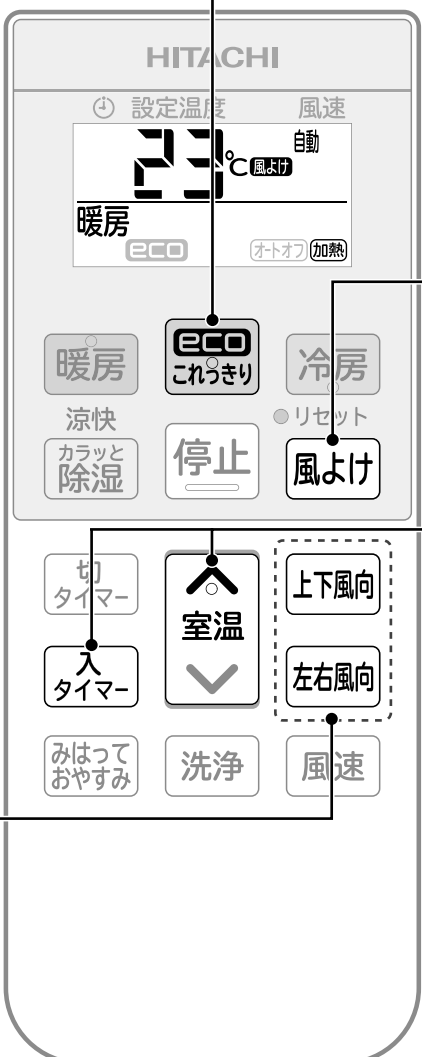 HITACHI
設定温度 風速
23℃ 風よけ 自動
暖房
eco オートオフ 加熱
暖房 eco これっきり 冷房
涼快 リセット
カラッと除湿 停止 風よけ
切タイマー 室温 上下風向
入タイマー 左右風向
みはっておやすみ 洗浄 風速